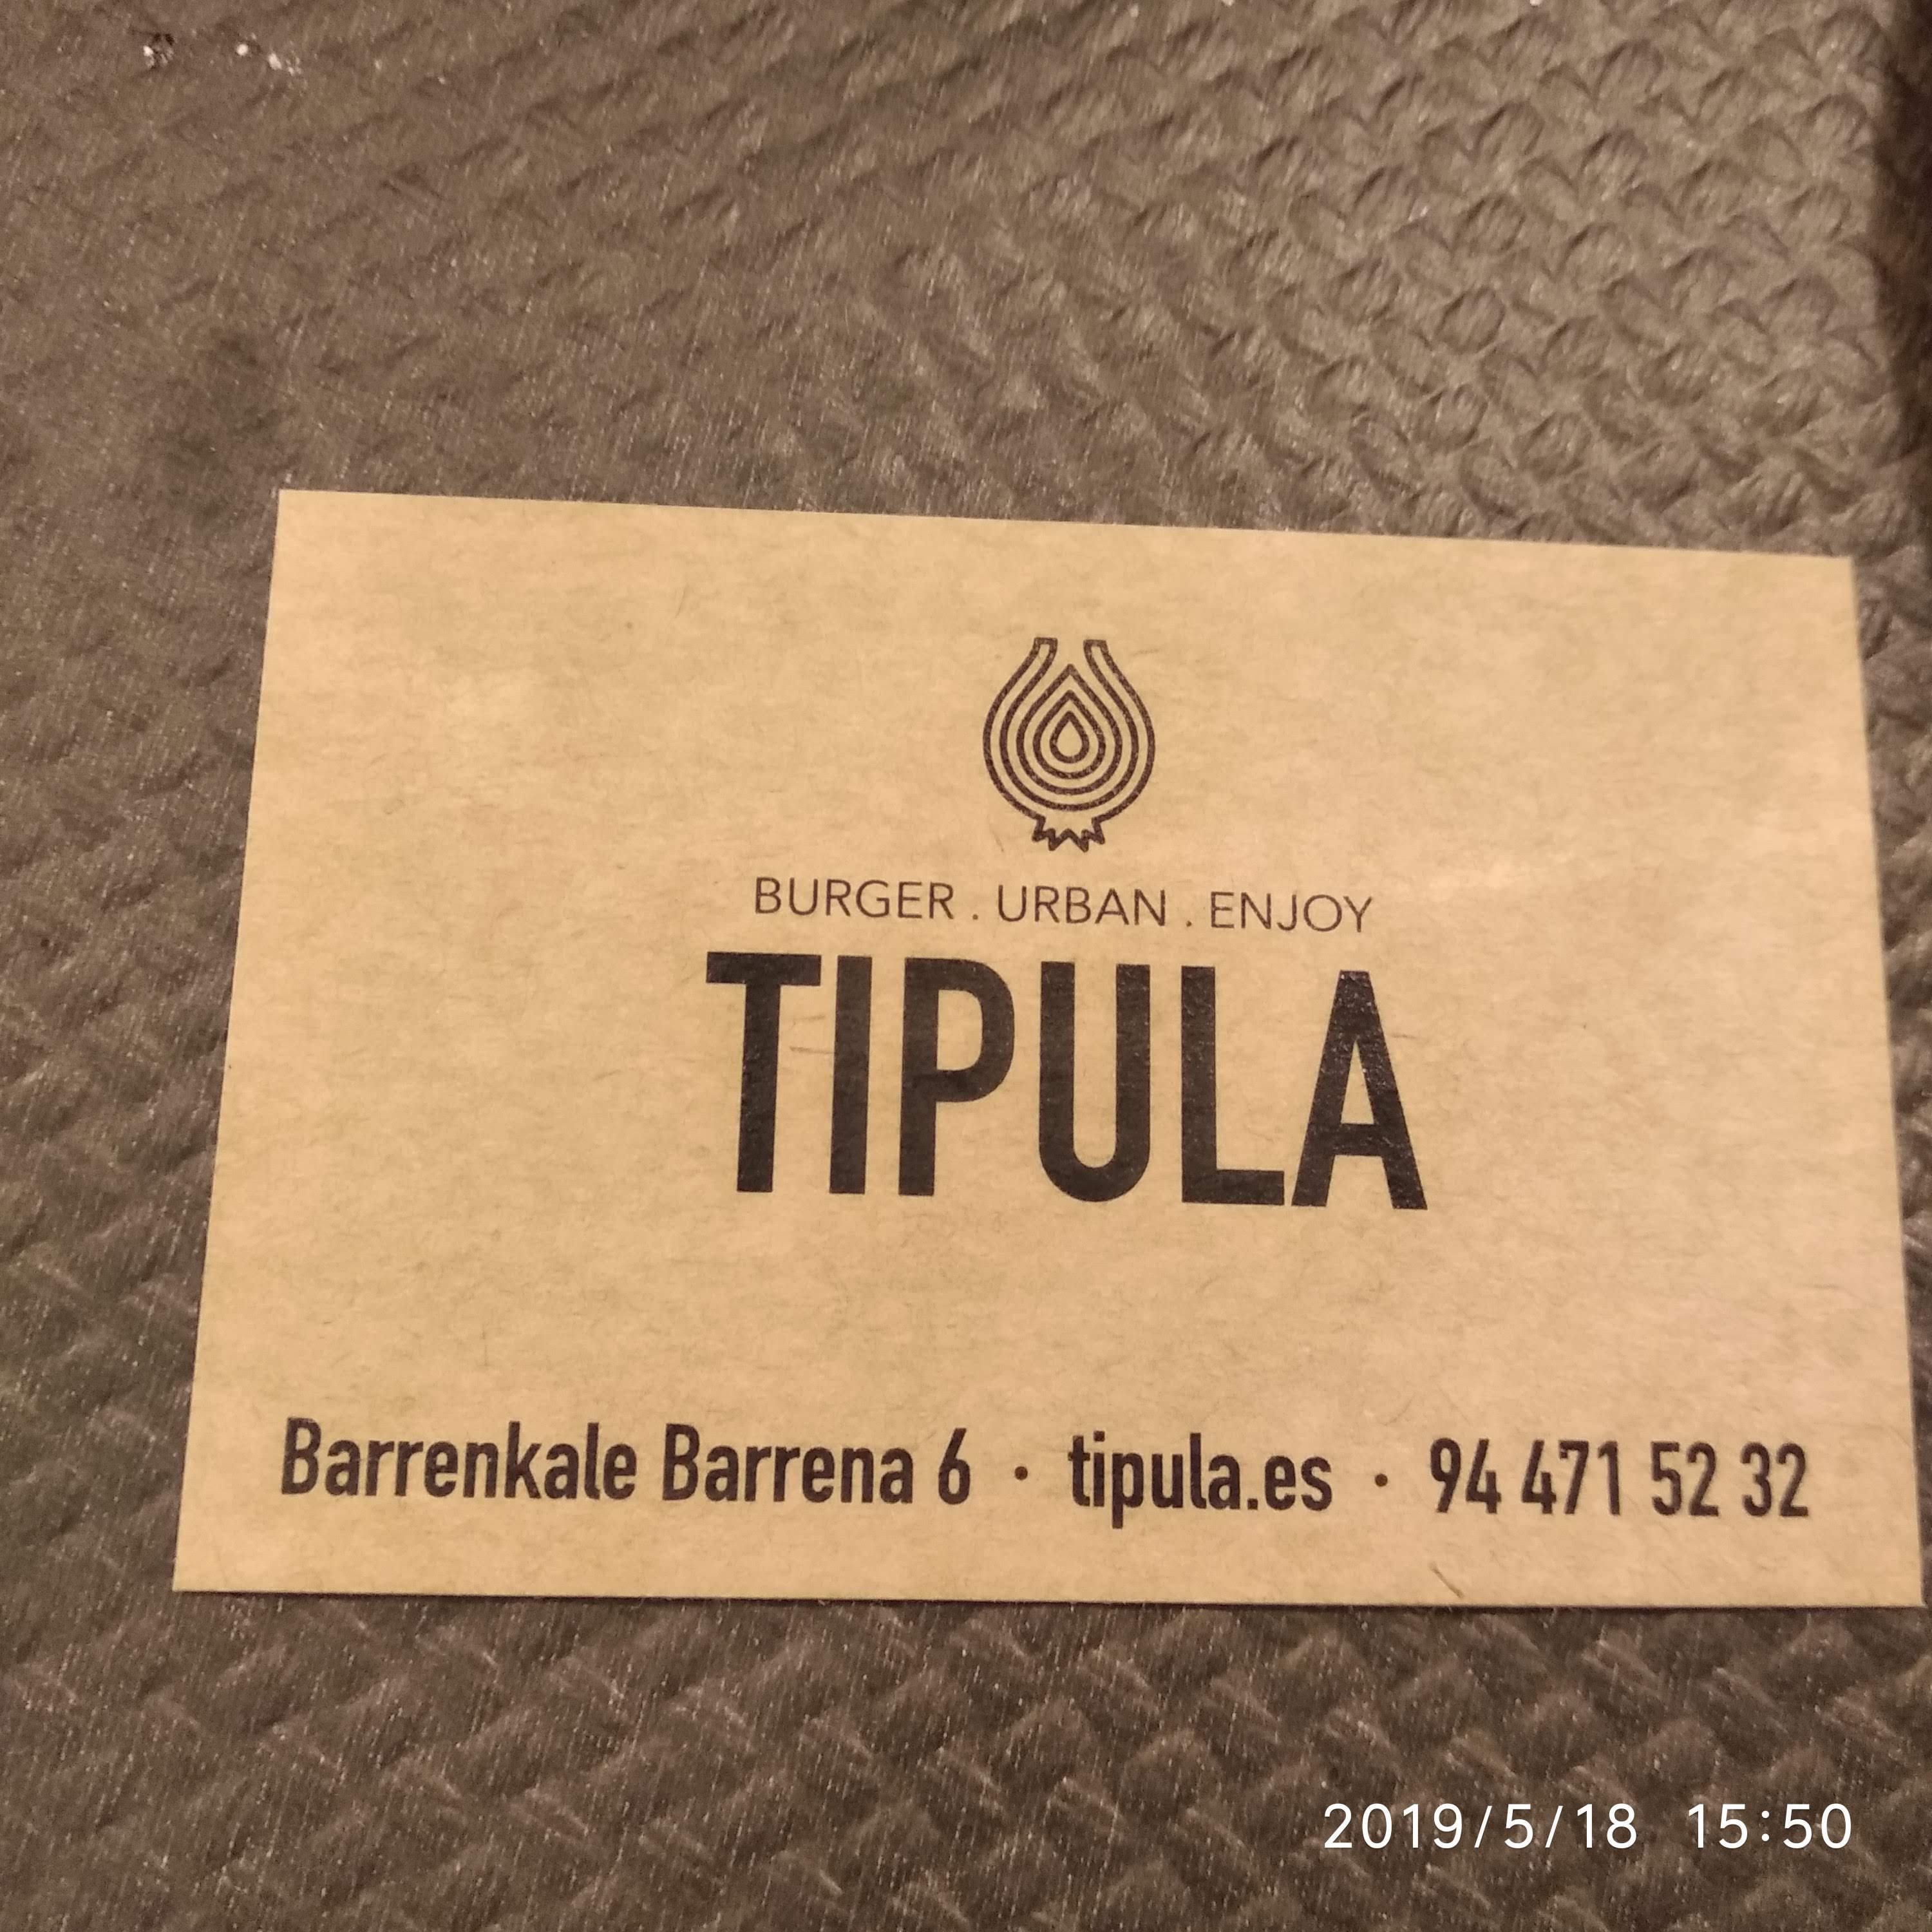 BURGER . URBAN . ENJOY
TIPULA
Barrenkale Barrena 6 · tipula.es · 94 471 52 32
2019/5/18 15:50